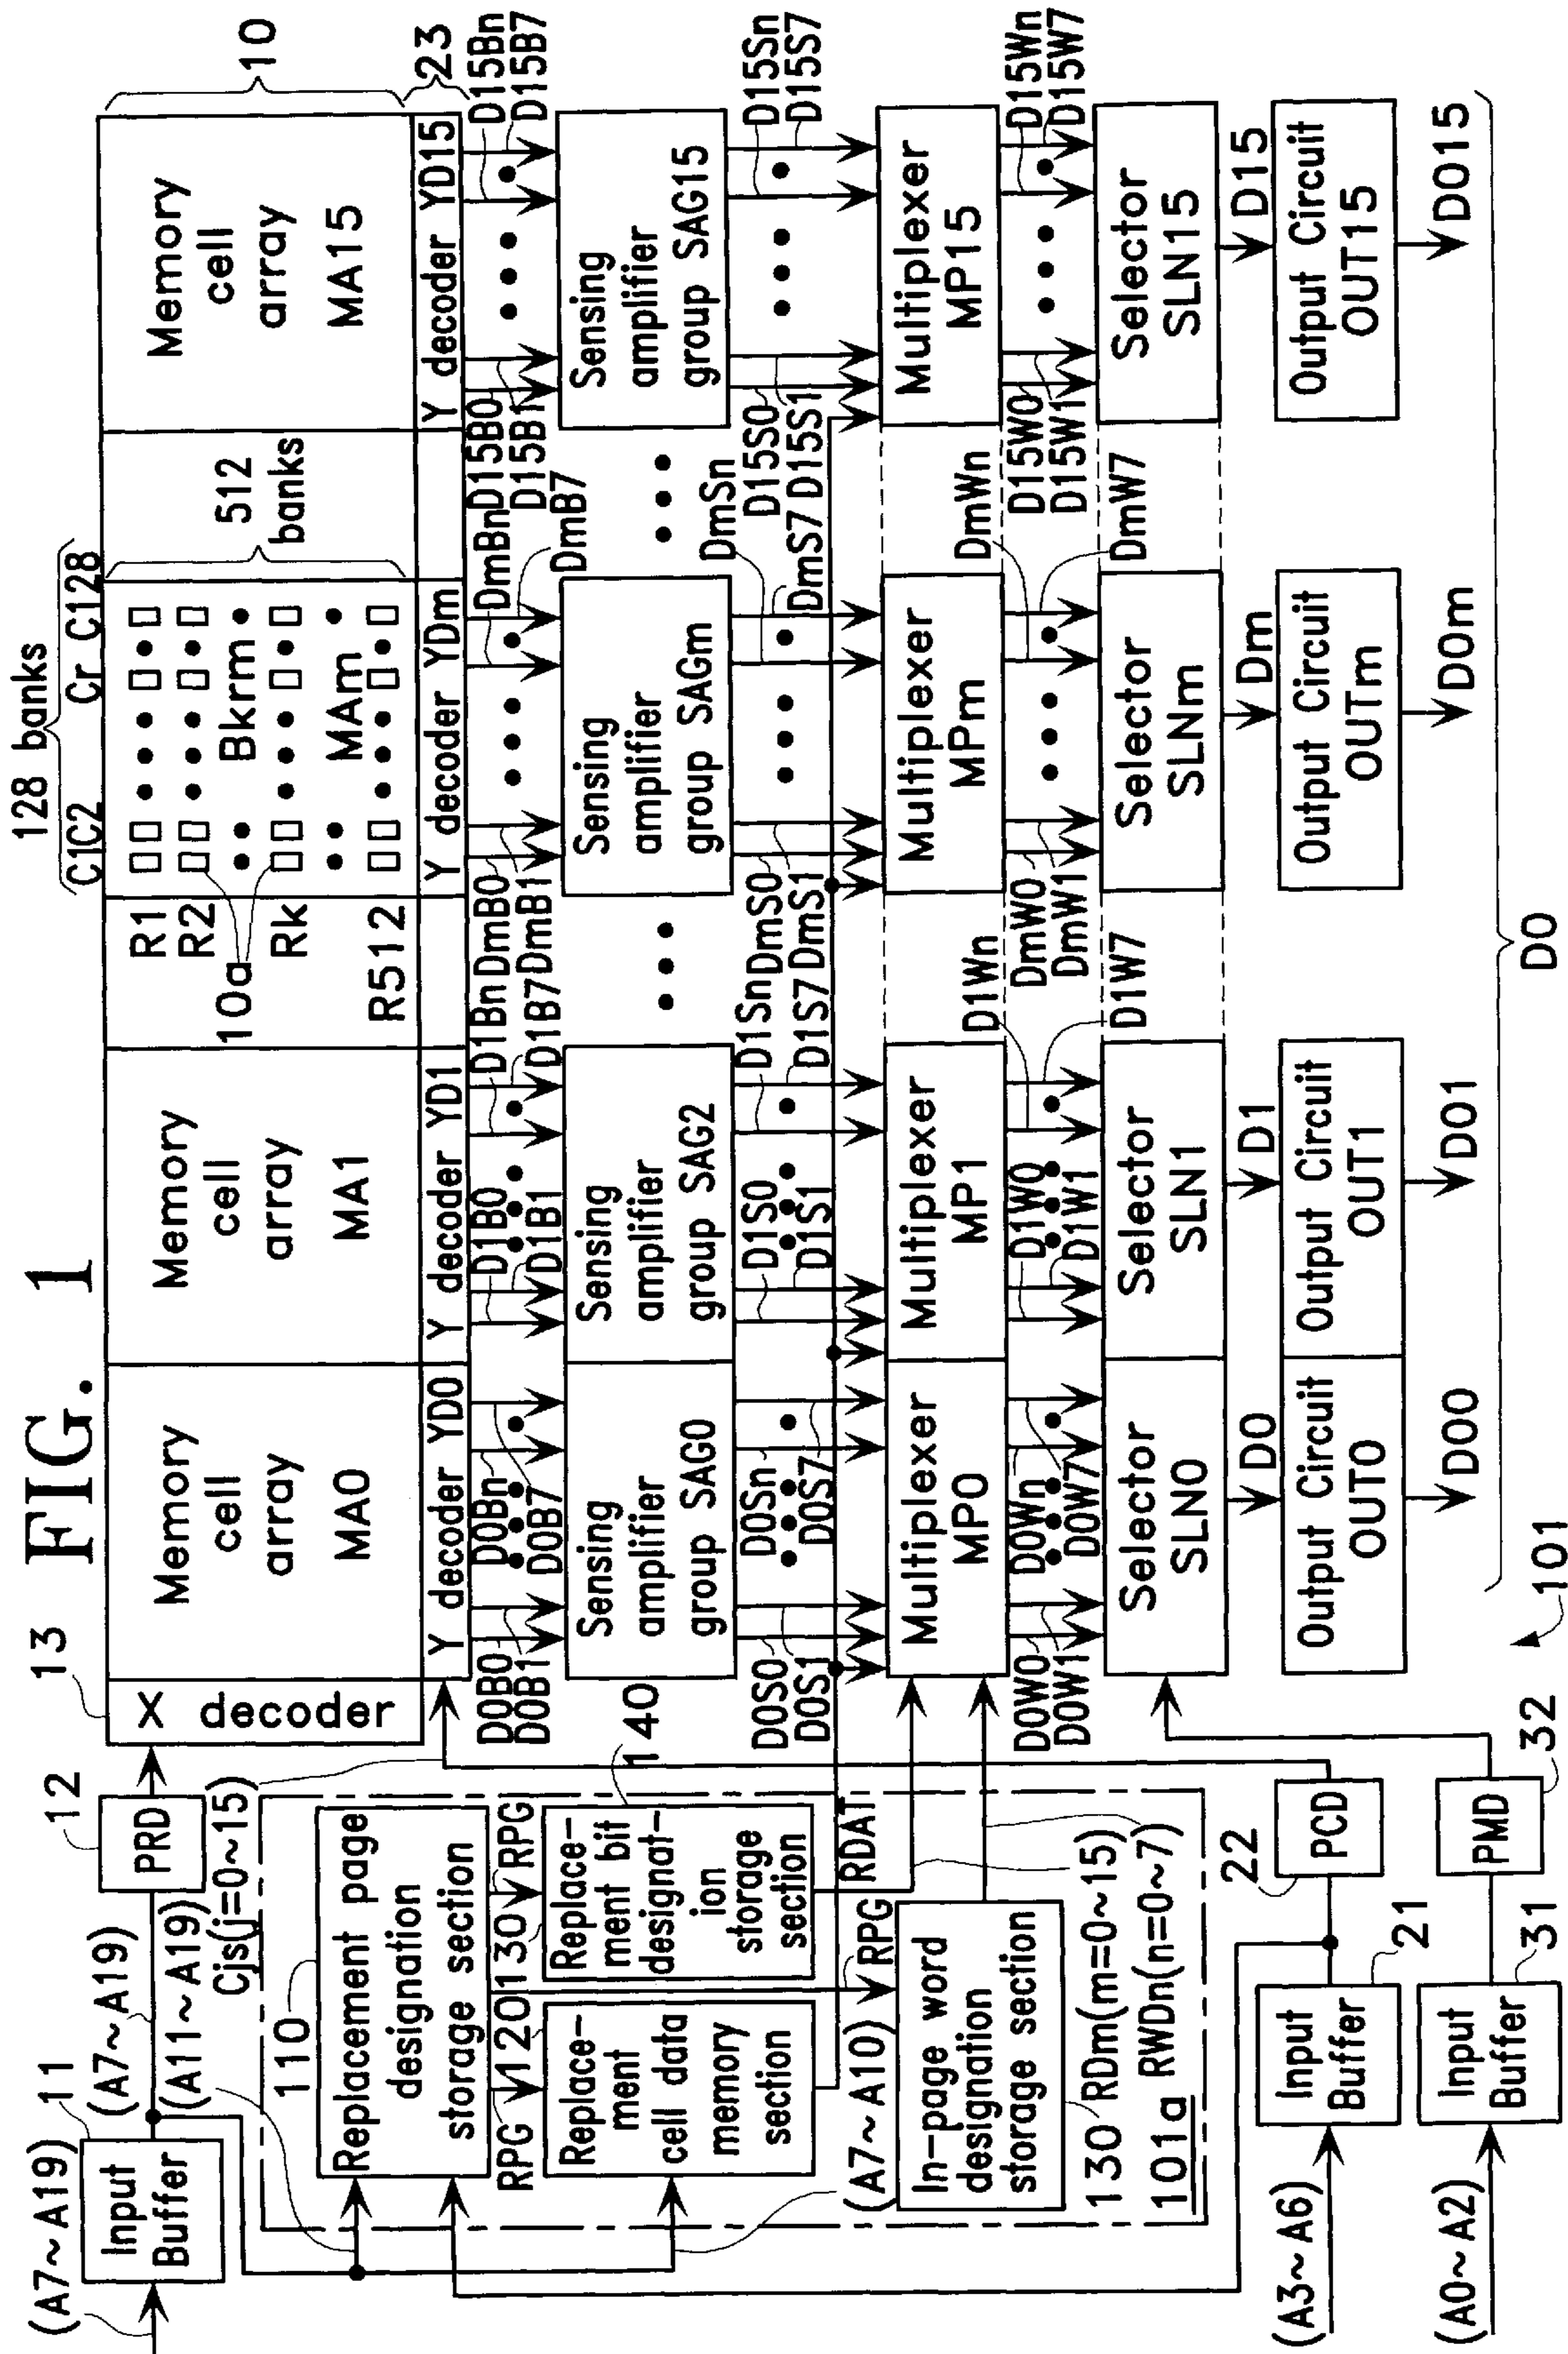 FIG. 1
(A7~A19)
11
Input
Buffer
(A7~A19)
(A11~A19)
12
PRD
13
X decoder
Cjs(j=0~15)
Memory
cell
array
MA0
Memory
cell
array
MA1
128 banks
C1C2
Cr
C128
R1
R2
10a
Rk
R512
Bkrm
MAm
512
banks
Memory
cell
array
MA15
10
23
Y decoder YD0
Y decoder YD1
Y decoder YDm
Y decoder YD15
D0B0
D0B1
D0Bn
D0B7
D1B0
D1B1
D1Bn
D1B7
DmB0
DmB1
DmBn
DmB7
D15B0
D15B1
D15Bn
D15B7
110
Replacement page
designation
storage section
RPG
120
130
RPG
140
Replace-
ment
cell data
memory
section
Replace-
ment bit
designat-
ion
storage
section
RDAT
RPG
(A7~A10)
In-page word
designation
storage section
130
RDm(m=0~15)
RWDn(n=0~7)
101a
Sensing
amplifier
group SAG0
Sensing
amplifier
group SAG2
Sensing
amplifier
group SAGm
Sensing
amplifier
group SAG15
D0S0
D0S1
D0Sn
D0S7
D1S0
D1S1
D1Sn
D1S7
DmS0
DmS1
DmSn
DmS7
D15S0
D15S1
D15Sn
D15S7
Multiplexer
MP0
Multiplexer
MP1
Multiplexer
MPm
Multiplexer
MP15
D0W0
D0W1
D0Wn
D0W7
D1W0
D1W1
D1Wn
D1W7
DmW0
DmW1
DmWn
DmW7
D15W0
D15W1
D15Wn
D15W7
Selector
SLN0
Selector
SLN1
Selector
SLNm
Selector
SLN15
D0
D1
Dm
D15
Output Circuit
OUT0
Output Circuit
OUT1
Output Circuit
OUTm
Output Circuit
OUT15
DO0
DO1
DOm
DO15
DO
101
(A3~A6)
Input
Buffer
21
22
PCD
(A0~A2)
Input
Buffer
31
PMD
32